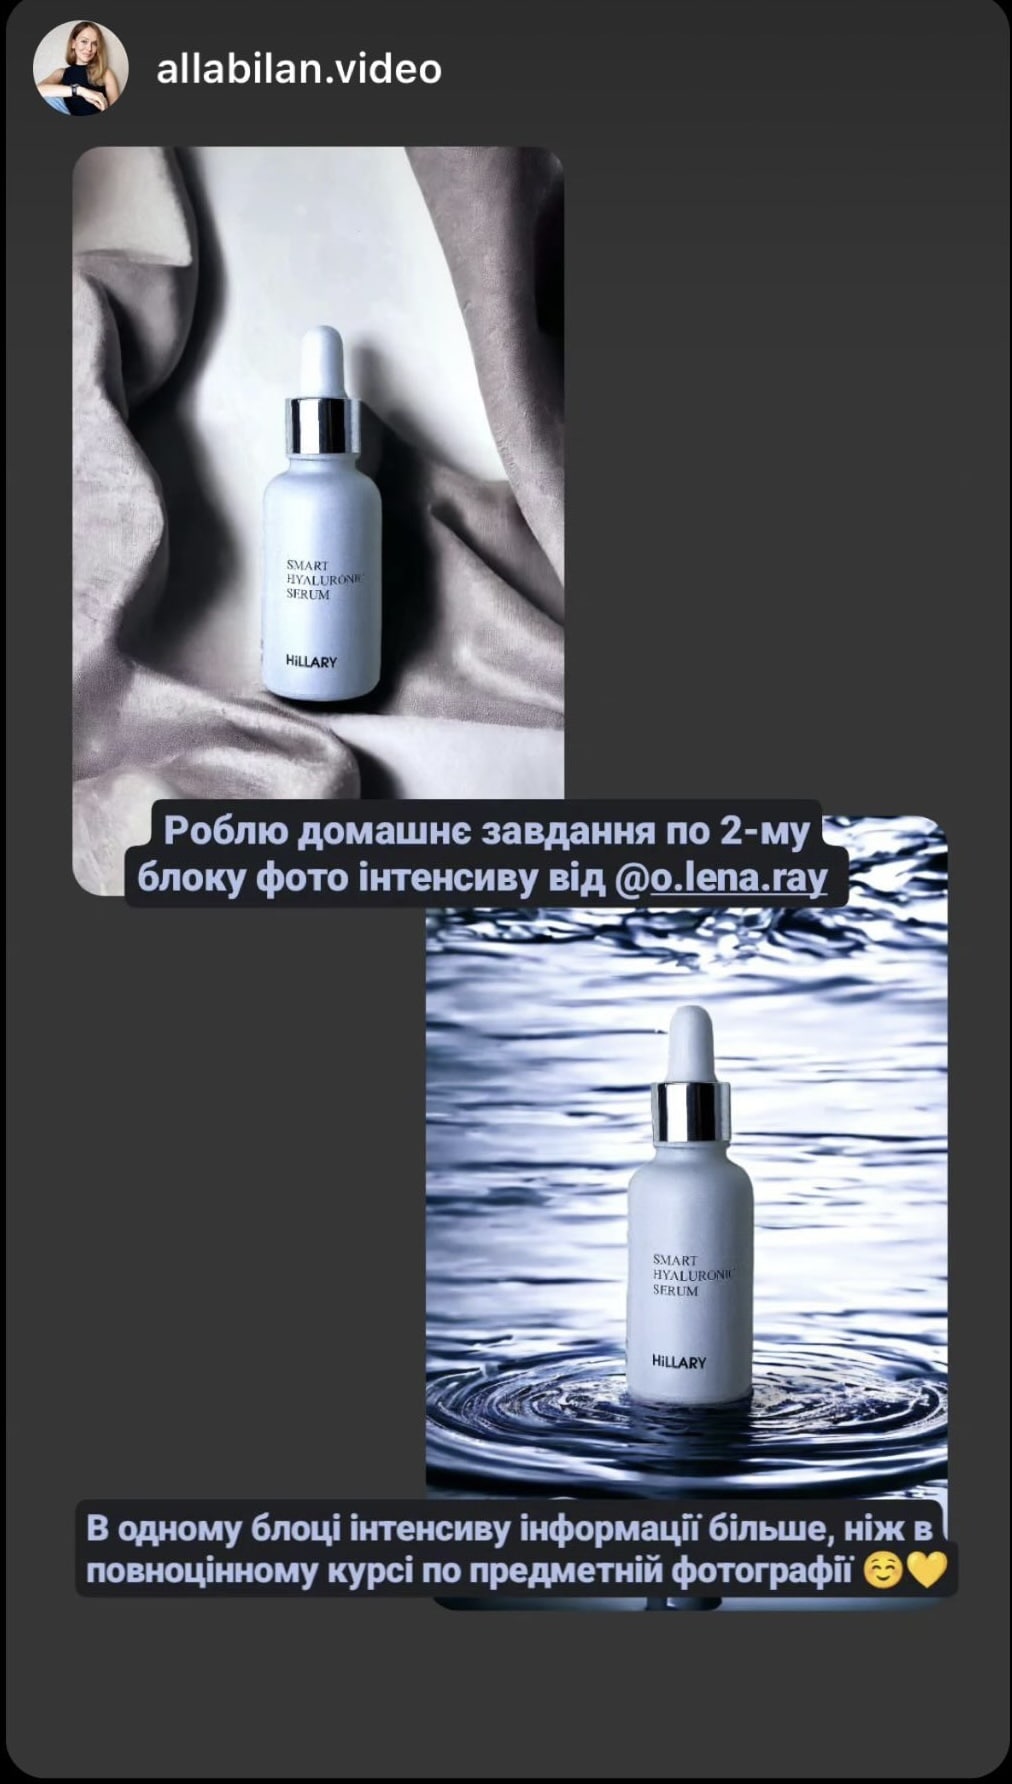 allabilan.video
SMART
HYALURONIC
SERUM
HiLLARY
Роблю домашнє завдання по 2-му
блоку фото інтенсиву від @o.lena.ray
SMART
HYALURONIC
SERUM
HiLLARY
В одному блоці інтенсиву інформації більше, ніж в
повноцінному курсі по предметній фотографії ☺️💛